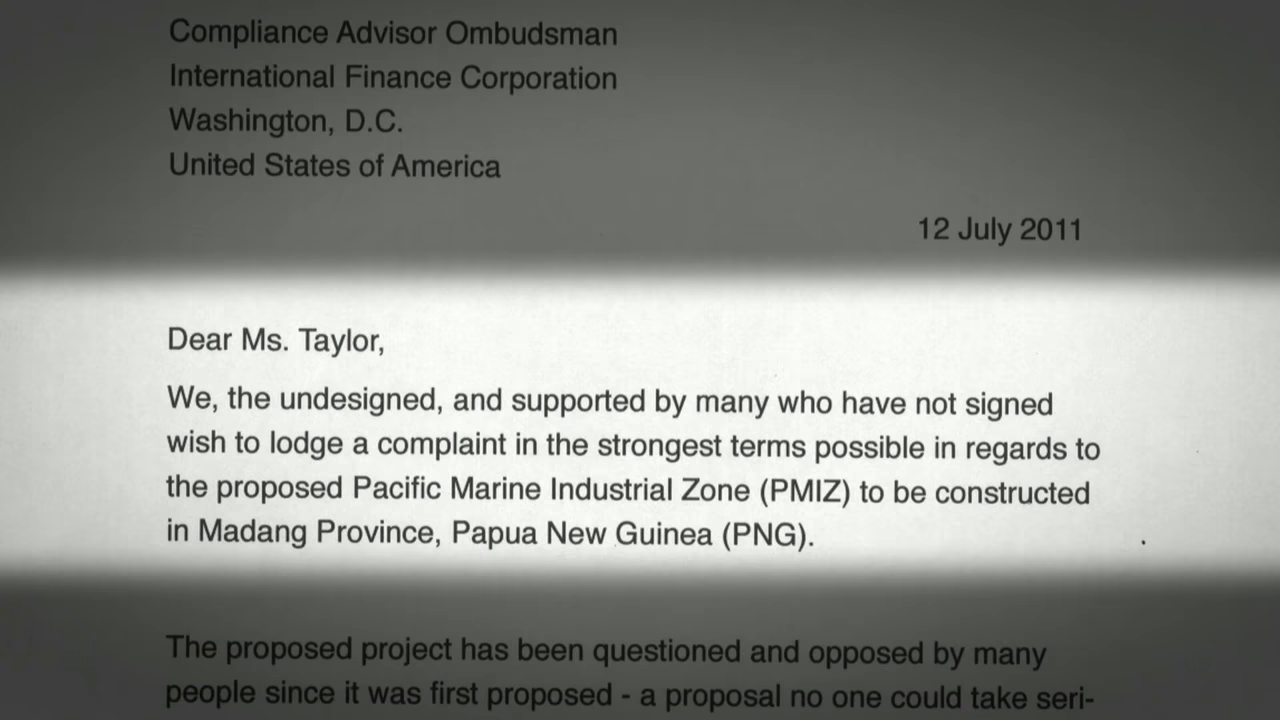 Compliance Advisor Ombudsman
International Finance Corporation
Washington, D.C.
United States of America
12 July 2011
Dear Ms. Taylor,
We, the undesigned, and supported by many who have not signed
wish to lodge a complaint in the strongest terms possible in regards to
the proposed Pacific Marine Industrial Zone (PMIZ) to be constructed
in Madang Province, Papua New Guinea (PNG).
The proposed project has been questioned and opposed by many
people since it was first proposed - a proposal no one could take seri-